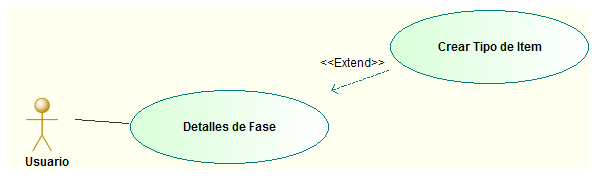 Crear Tipo de Item
<<Extend>>
Detalles de Fase
Usuario